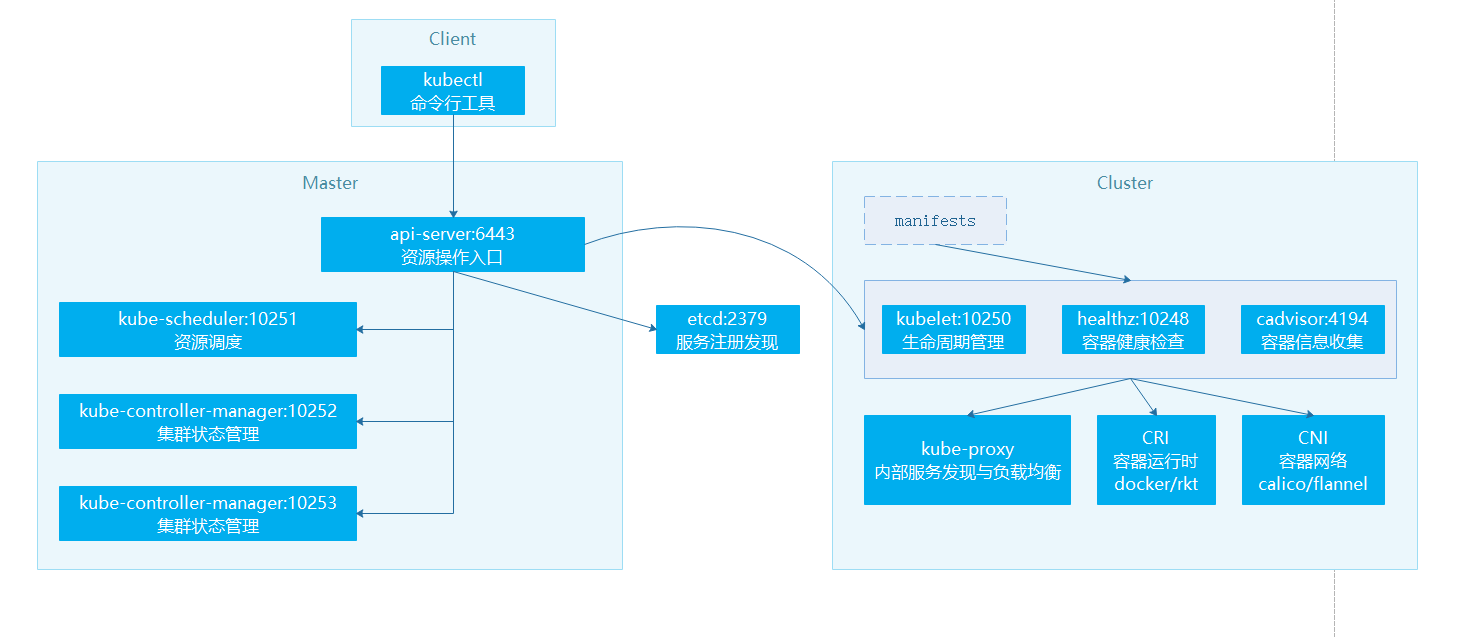 Client
kubectl
命令行工具
Master
api-server:6443
资源操作入口
kube-scheduler:10251
资源调度
kube-controller-manager:10252
集群状态管理
kube-controller-manager:10253
集群状态管理
etcd:2379
服务注册发现
Cluster
manifests
kubelet:10250
生命周期管理
healthz:10248
容器健康检查
cadvisor:4194
容器信息收集
kube-proxy
内部服务发现与负载均衡
CRI
容器运行时
docker/rkt
CNI
容器网络
calico/flannel